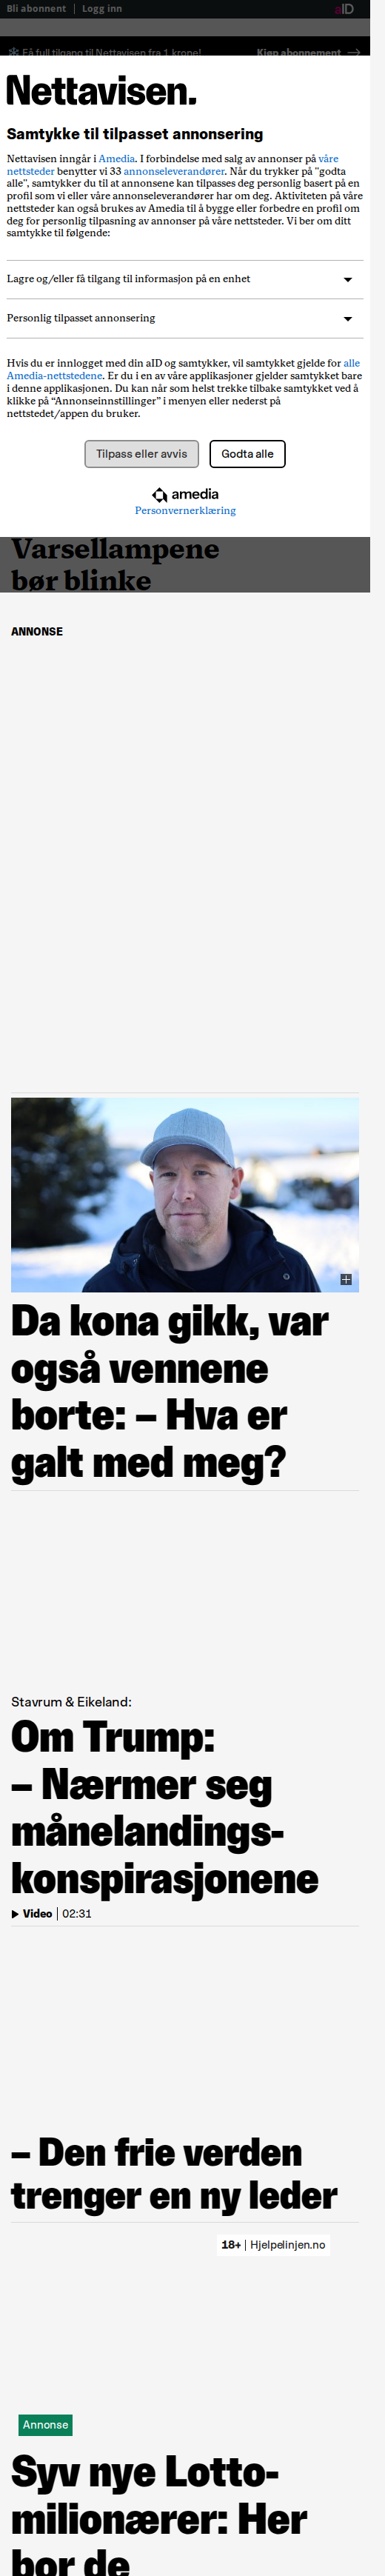 Bli abonnent | Logg inn
aID
Få full tilgang til Nettavisen fra 1 krone!
Kjøp abonnement
Nettavisen.
Samtykke til tilpasset annonsering
Nettavisen inngår i Amedia. I forbindelse med salg av annonser på våre
nettsteder benytter vi 33 annonseleverandører. Når du trykker på "godta
alle", samtykker du til at annonsene kan tilpasses deg personlig basert på en
profil som vi eller våre annonseleverandører har om deg. Aktiviteten på våre
nettsteder kan også brukes av Amedia til å bygge eller forbedre en profil om
deg for personlig tilpasning av annonser på våre nettsteder. Vi ber om ditt
samtykke til følgende:
Lagre og/eller få tilgang til informasjon på en enhet
Personlig tilpasset annonsering
Hvis du er innlogget med din aID og samtykker, vil samtykket gjelde for alle
Amedia-nettstedene. Er du i en av våre applikasjoner gjelder samtykket bare
i denne applikasjonen. Du kan når som helst trekke tilbake samtykket ved å
klikke på “Annonseinnstillinger” i menyen eller nederst på
nettstedet/appen du bruker.
Tilpass eller avvis
Godta alle
amedia
Personvernerklæring
Varsellampene
bør blinke
ANNONSE
Da kona gikk, var
også vennene
borte: – Hva er
galt med meg?
Stavrum & Eikeland:
Om Trump:
– Nærmer seg
månelandings-
konspirasjonene
Video | 02:31
– Den frie verden
trenger en ny leder
18+ | Hjelpelinjen.no
Annonse
Syv nye Lotto-
milionærer: Her
bor de